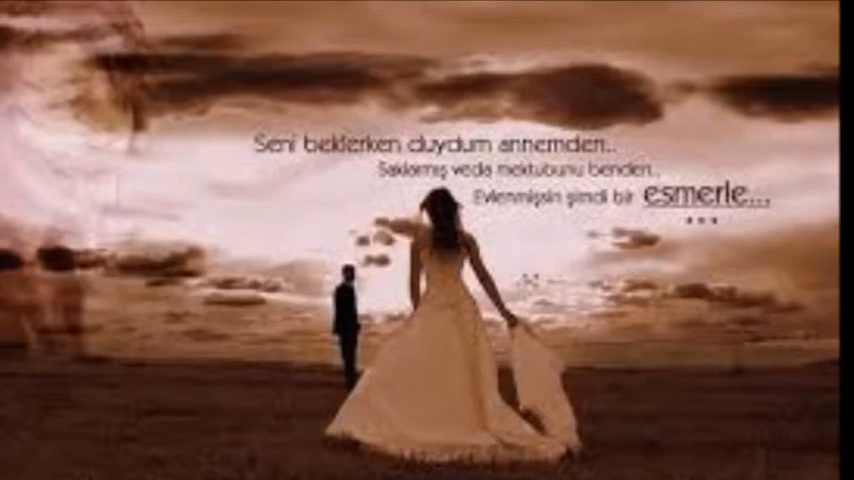 Seni beklerken duydum annemden..
Saklamış veda mektubunu benden..
Evlenmişsin şimdi bir esmerle...
...